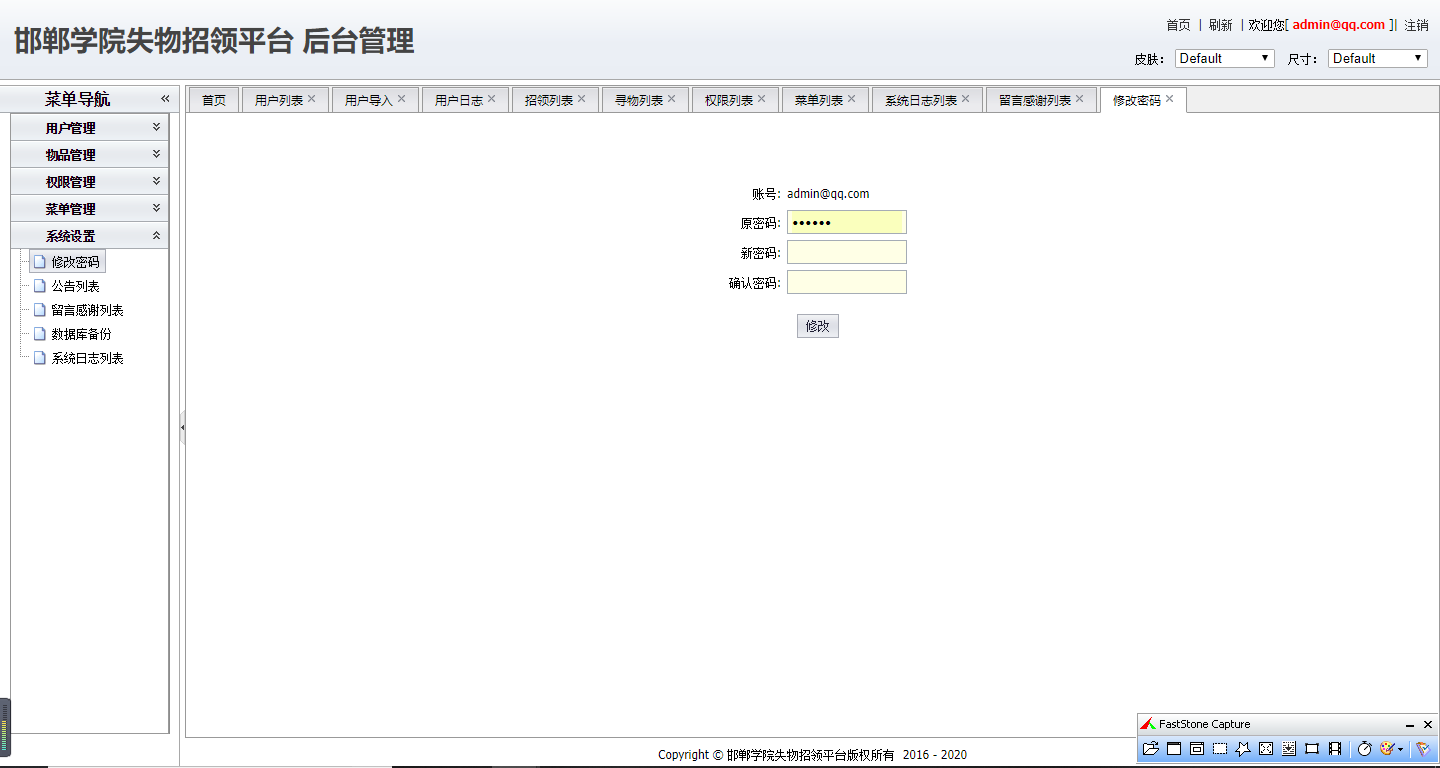 邯郸学院失物招领平台 后台管理
首页 | 刷新 | 欢迎您[ admin@qq.com ]| 注销
皮肤： Default 尺寸： Default
菜单导航
首页 用户列表 用户导入 用户日志 招领列表 寻物列表 权限列表 菜单列表 系统日志列表 留言感谢列表 修改密码
用户管理
物品管理
权限管理
菜单管理
系统设置
修改密码
公告列表
留言感谢列表
数据库备份
系统日志列表
账号: admin@qq.com
原密码: ••••••
新密码:
确认密码:
修改
FastStone Capture
Copyright © 邯郸学院失物招领平台版权所有 2016 - 2020